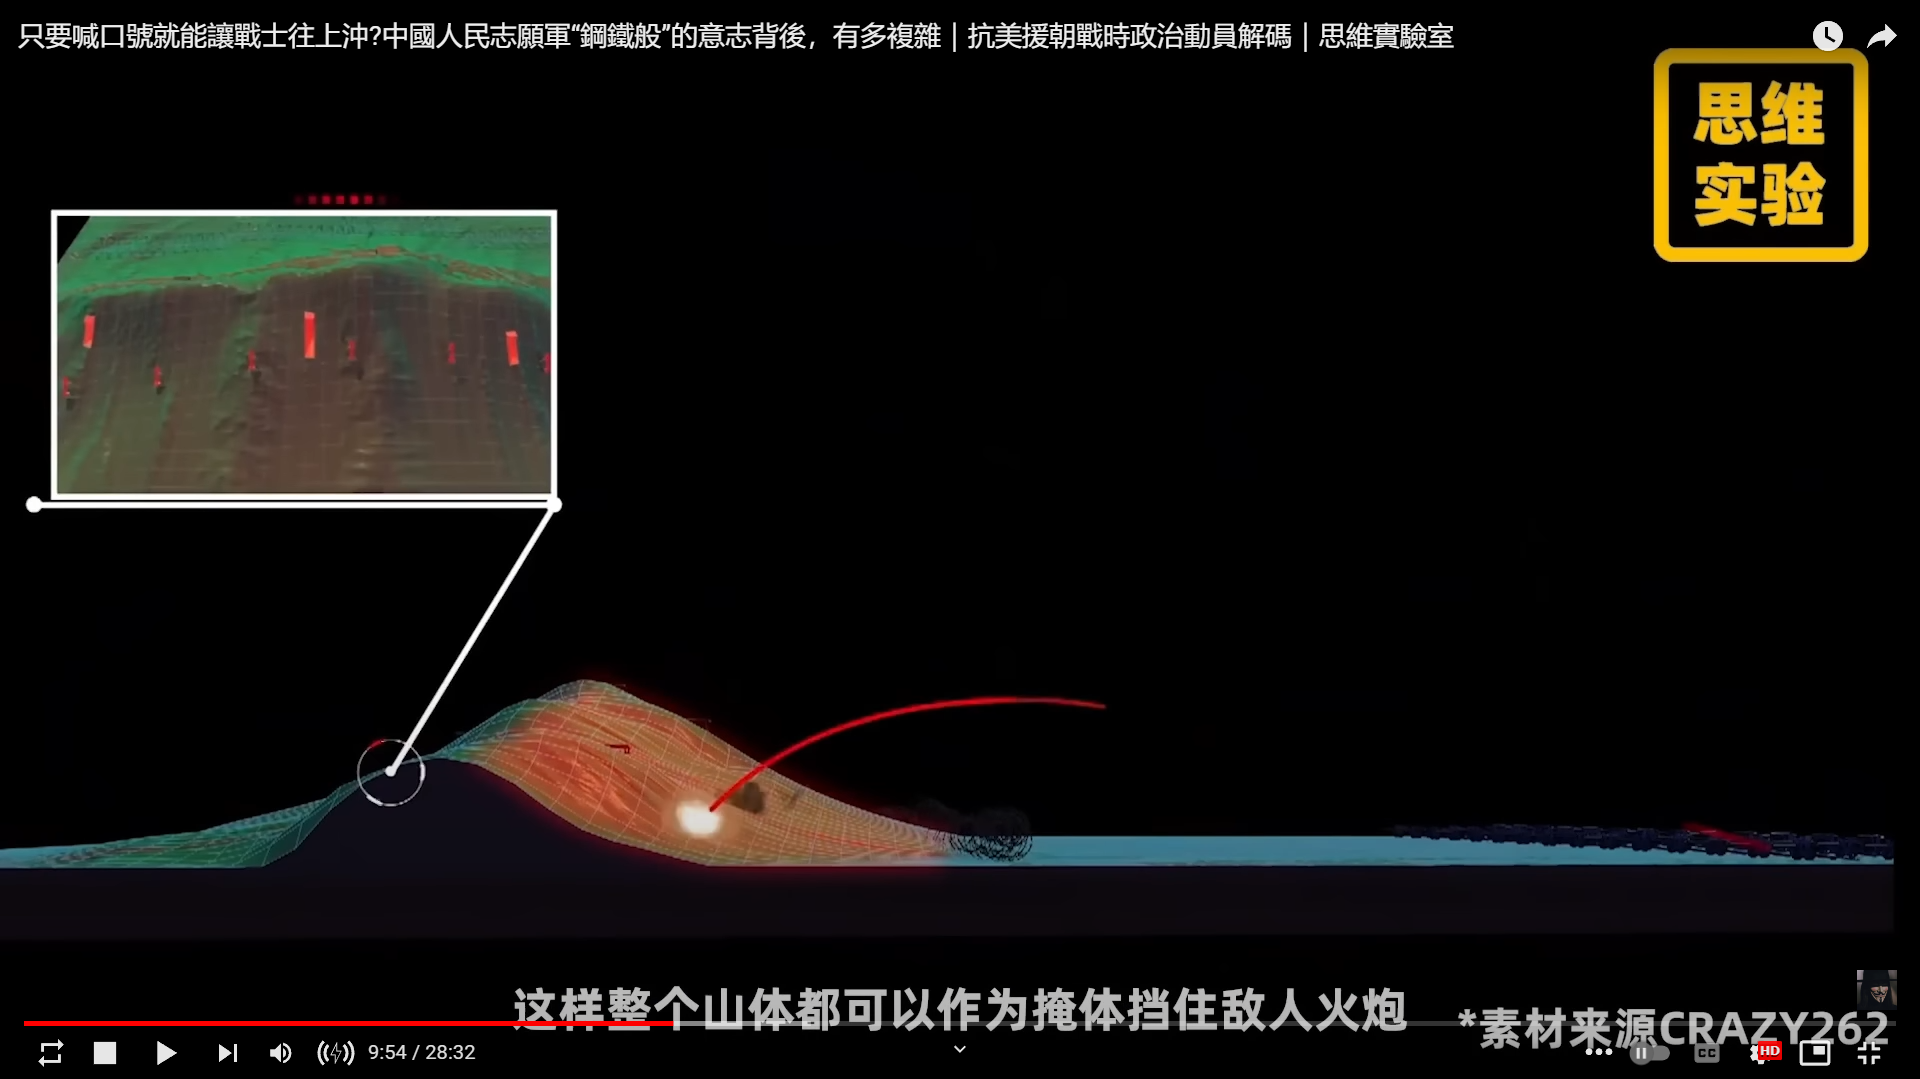 只要喊口號就能讓戰士往上沖?中國人民志願軍“鋼鐵般”的意志背後，有多複雜｜抗美援朝戰時政治動員解碼｜思維實驗室
思维
实验
这样整个山体都可以作为掩体挡住敌人火炮
*素材来源CRAZY262
9:54 / 28:32
CC
HD